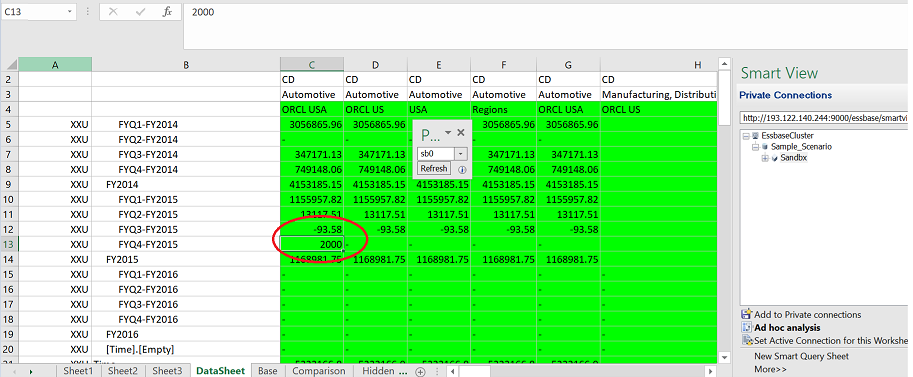 C13 fx 2000
A B C D E F G H
2 CD CD CD CD CD CD
3 Automotive Automotive Automotive Automotive Automotive Manufacturing, Distributi
4 ORCL USA ORCL US USA Regions ORCL USA ORCL US
5 XXU FYQ1-FY2014 3056865.96 3056865.96 3056865.96 3056865.96
6 XXU FYQ2-FY2014 - - - - -
7 XXU FYQ3-FY2014 347171.13 347171.13 347171.13 347171.13
8 XXU FYQ4-FY2014 749148.06 749148.06 749148.06 749148.06
9 XXU FY2014 4153185.15 4153185.15 4153185.15 4153185.15 4153185.15 -
10 XXU FYQ1-FY2015 1155957.82 1155957.82 1155957.82 1155957.82 1155957.82 -
11 XXU FYQ2-FY2015 13117.51 13117.51 13117.51 13117.51 13117.51 -
12 XXU FYQ3-FY2015 -93.58 -93.58 -93.58 -93.58 -93.58 -
13 XXU FYQ4-FY2015 2000 - - - - -
14 XXU FY2015 1168981.75 1168981.75 1168981.75 1168981.75 1168981.75 -
15 XXU FYQ1-FY2016 - - - - - -
16 XXU FYQ2-FY2016 - - - - - -
17 XXU FYQ3-FY2016 - - - - - -
18 XXU FYQ4-FY2016 - - - - - -
19 XXU FY2016 - - - - - -
20 XXU [Time].[Empty] - - - - - -
P...
sb0
Refresh
Sheet1 Sheet2 Sheet3 DataSheet Base Comparison Hidden ...
Smart View
Private Connections
http://193.122.140.244:9000/essbase/smartvi
EssbaseCluster
Sample_Scenario
Sandbx
Add to Private connections
Ad hoc analysis
Set Active Connection for this Workshe
New Smart Query Sheet
More>>